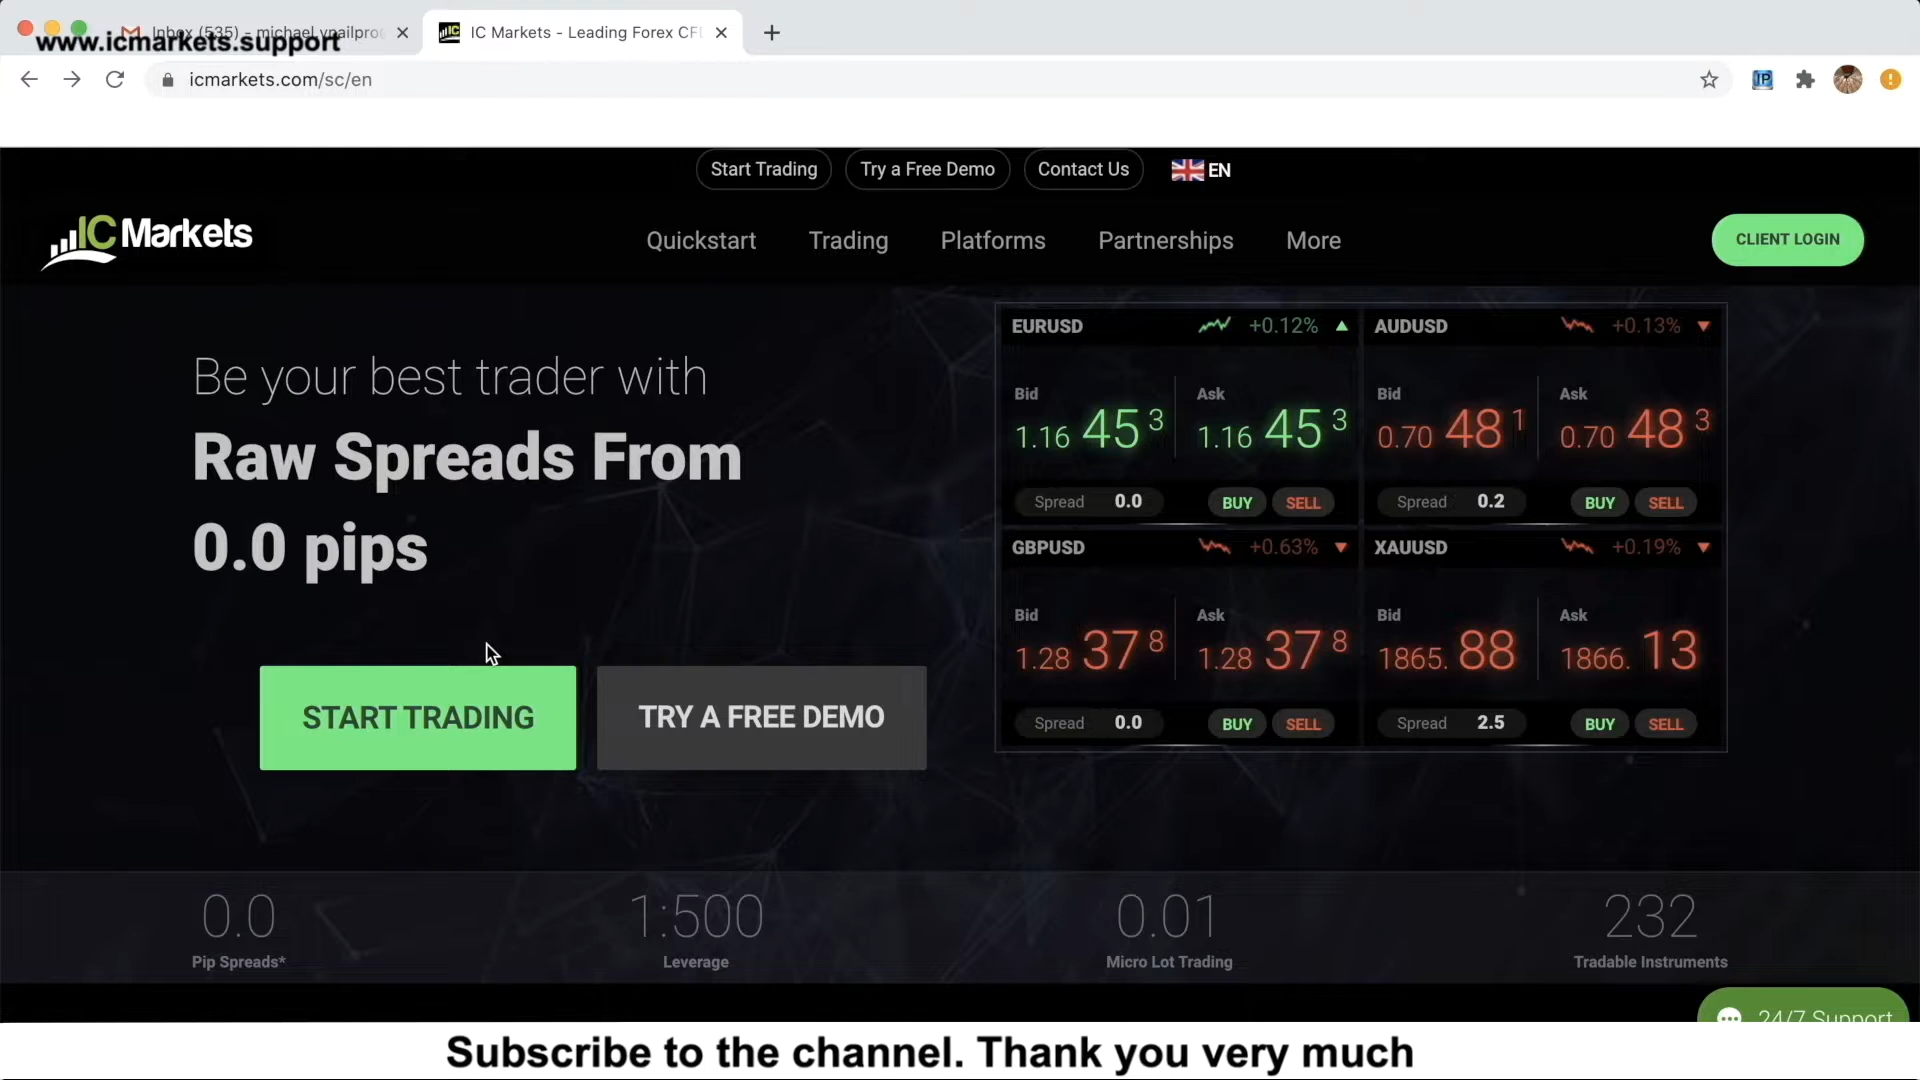 Inbox (535) - michael.vnailpro
IC Markets - Leading Forex CF
www.icmarkets.support
icmarkets.com/sc/en
IP
Start Trading
Try a Free Demo
Contact Us
EN
IC Markets
Quickstart
Trading
Platforms
Partnerships
More
CLIENT LOGIN
Be your best trader with
Raw Spreads From
0.0 pips
START TRADING
TRY A FREE DEMO
EURUSD +0.12%
Bid Ask
1.16 45 3 1.16 45 3
Spread 0.0 BUY SELL
AUDUSD +0.13%
Bid Ask
0.70 48 1 0.70 48 3
Spread 0.2 BUY SELL
GBPUSD +0.63%
Bid Ask
1.28 37 8 1.28 37 8
Spread 0.0 BUY SELL
XAUUSD +0.19%
Bid Ask
1865. 88 1866. 13
Spread 2.5 BUY SELL
0.0
Pip Spreads*
1:500
Leverage
0.01
Micro Lot Trading
232
Tradable Instruments
24/7 Support
Subscribe to the channel. Thank you very much